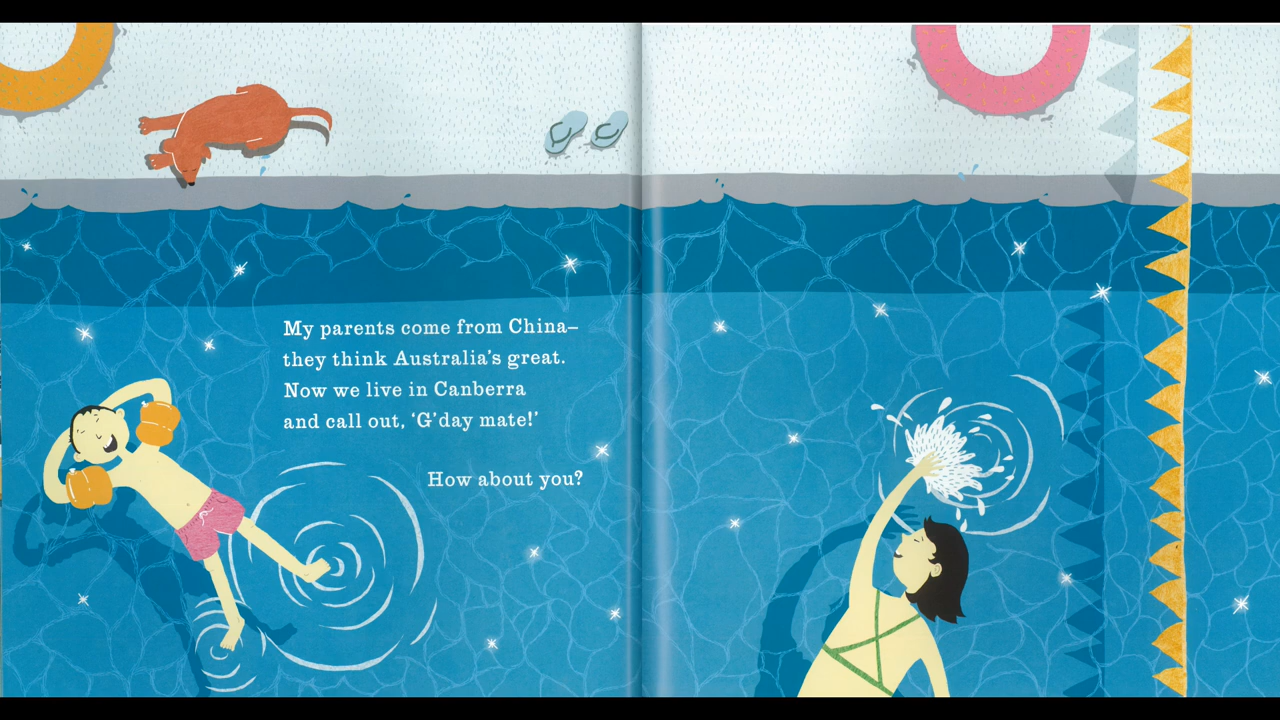 My parents come from China–
they think Australia's great.
Now we live in Canberra
and call out, ‘G'day mate!’
How about you?